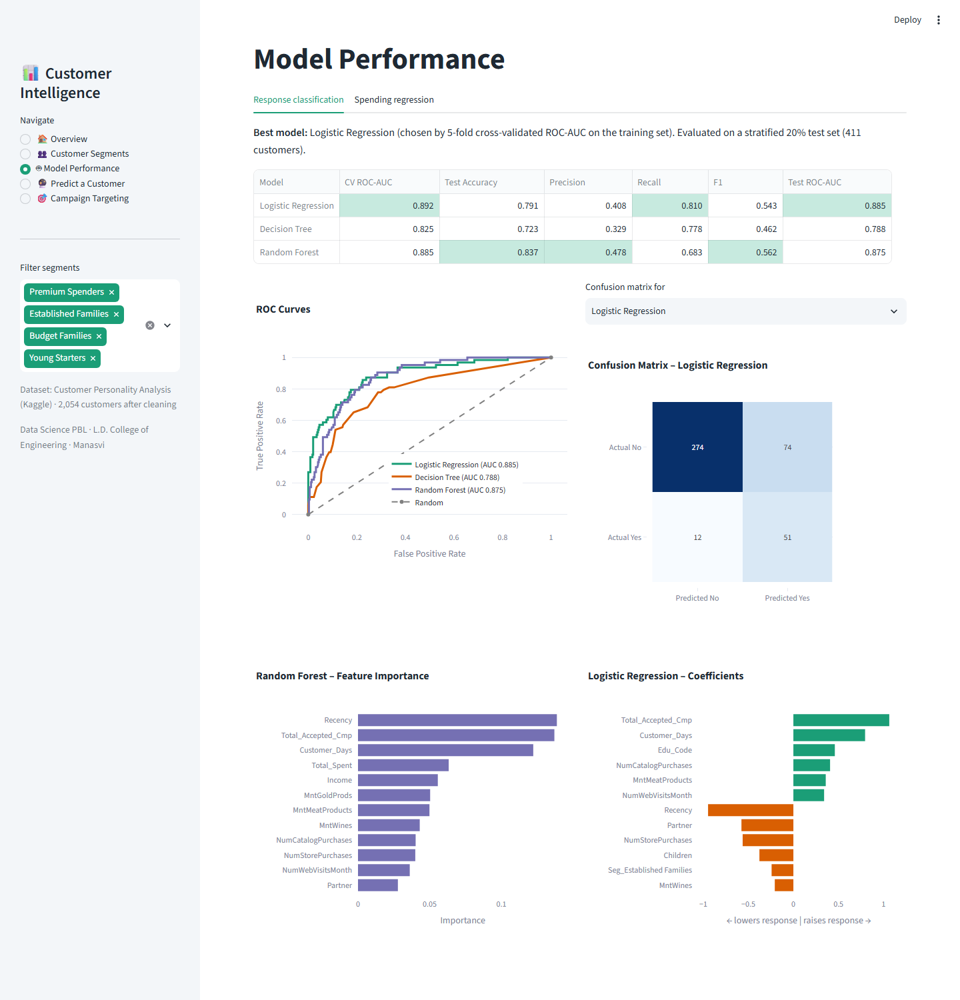 Deploy
📊 Customer
Intelligence
Navigate
🏠 Overview
👥 Customer Segments
Model Performance
🔮 Predict a Customer
🎯 Campaign Targeting
Filter segments
Premium Spenders ×
Established Families ×
Budget Families ×
Young Starters ×
Dataset: Customer Personality Analysis
(Kaggle) · 2,054 customers after cleaning
Data Science PBL · L.D. College of
Engineering · Manasvi
Model Performance
Response classification Spending regression
Best model: Logistic Regression (chosen by 5-fold cross-validated ROC-AUC on the training set). Evaluated on a stratified 20% test set (411
customers).
Model CV ROC-AUC Test Accuracy Precision Recall F1 Test ROC-AUC
Logistic Regression 0.892 0.791 0.408 0.810 0.543 0.885
Decision Tree 0.825 0.723 0.329 0.778 0.462 0.788
Random Forest 0.885 0.837 0.478 0.683 0.562 0.875
ROC Curves
1
0.8
0.6
0.4
0.2
0
True Positive Rate
Logistic Regression (AUC 0.885)
Decision Tree (AUC 0.788)
Random Forest (AUC 0.875)
Random
0 0.2 0.4 0.6 0.8 1
False Positive Rate
Confusion matrix for
Logistic Regression
Confusion Matrix – Logistic Regression
Actual No 274 74
Actual Yes 12 51
Predicted No Predicted Yes
Random Forest – Feature Importance
Recency
Total_Accepted_Cmp
Customer_Days
Total_Spent
Income
MntGoldProds
MntMeatProducts
MntWines
NumCatalogPurchases
NumStorePurchases
NumWebVisitsMonth
Partner
0 0.05 0.1
Importance
Logistic Regression – Coefficients
Total_Accepted_Cmp
Customer_Days
Edu_Code
NumCatalogPurchases
MntMeatProducts
NumWebVisitsMonth
Recency
Partner
NumStorePurchases
Children
Seg_Established Families
MntWines
−1 −0.5 0 0.5 1
← lowers response | raises response →